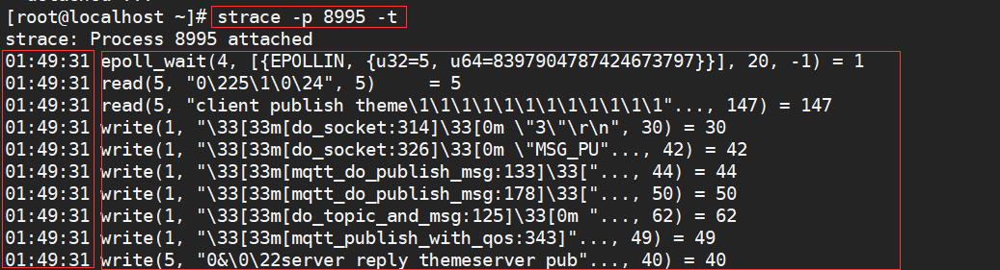 detached ...
[root@localhost ~]# strace -p 8995 -t
strace: Process 8995 attached
01:49:31 epoll_wait(4, [{EPOLLIN, {u32=5, u64=8397904787424673797}}], 20, -1) = 1
01:49:31 read(5, "0\225\1\0\24", 5)     = 5
01:49:31 read(5, "client publish theme\1\1\1\1\1\1\1\1\1\1\1\1"..., 147) = 147
01:49:31 write(1, "\33[33m[do_socket:314]\33[0m \"3\"\r\n", 30) = 30
01:49:31 write(1, "\33[33m[do_socket:326]\33[0m \"MSG_PU"..., 42) = 42
01:49:31 write(1, "\33[33m[mqtt_do_publish_msg:133]\33["..., 44) = 44
01:49:31 write(1, "\33[33m[mqtt_do_publish_msg:178]\33["..., 50) = 50
01:49:31 write(1, "\33[33m[do_topic_and_msg:125]\33[0m "..., 62) = 62
01:49:31 write(1, "\33[33m[mqtt_publish_with_qos:343]"..., 49) = 49
01:49:31 write(5, "0&\0\22server reply themeserver pub"..., 40) = 40